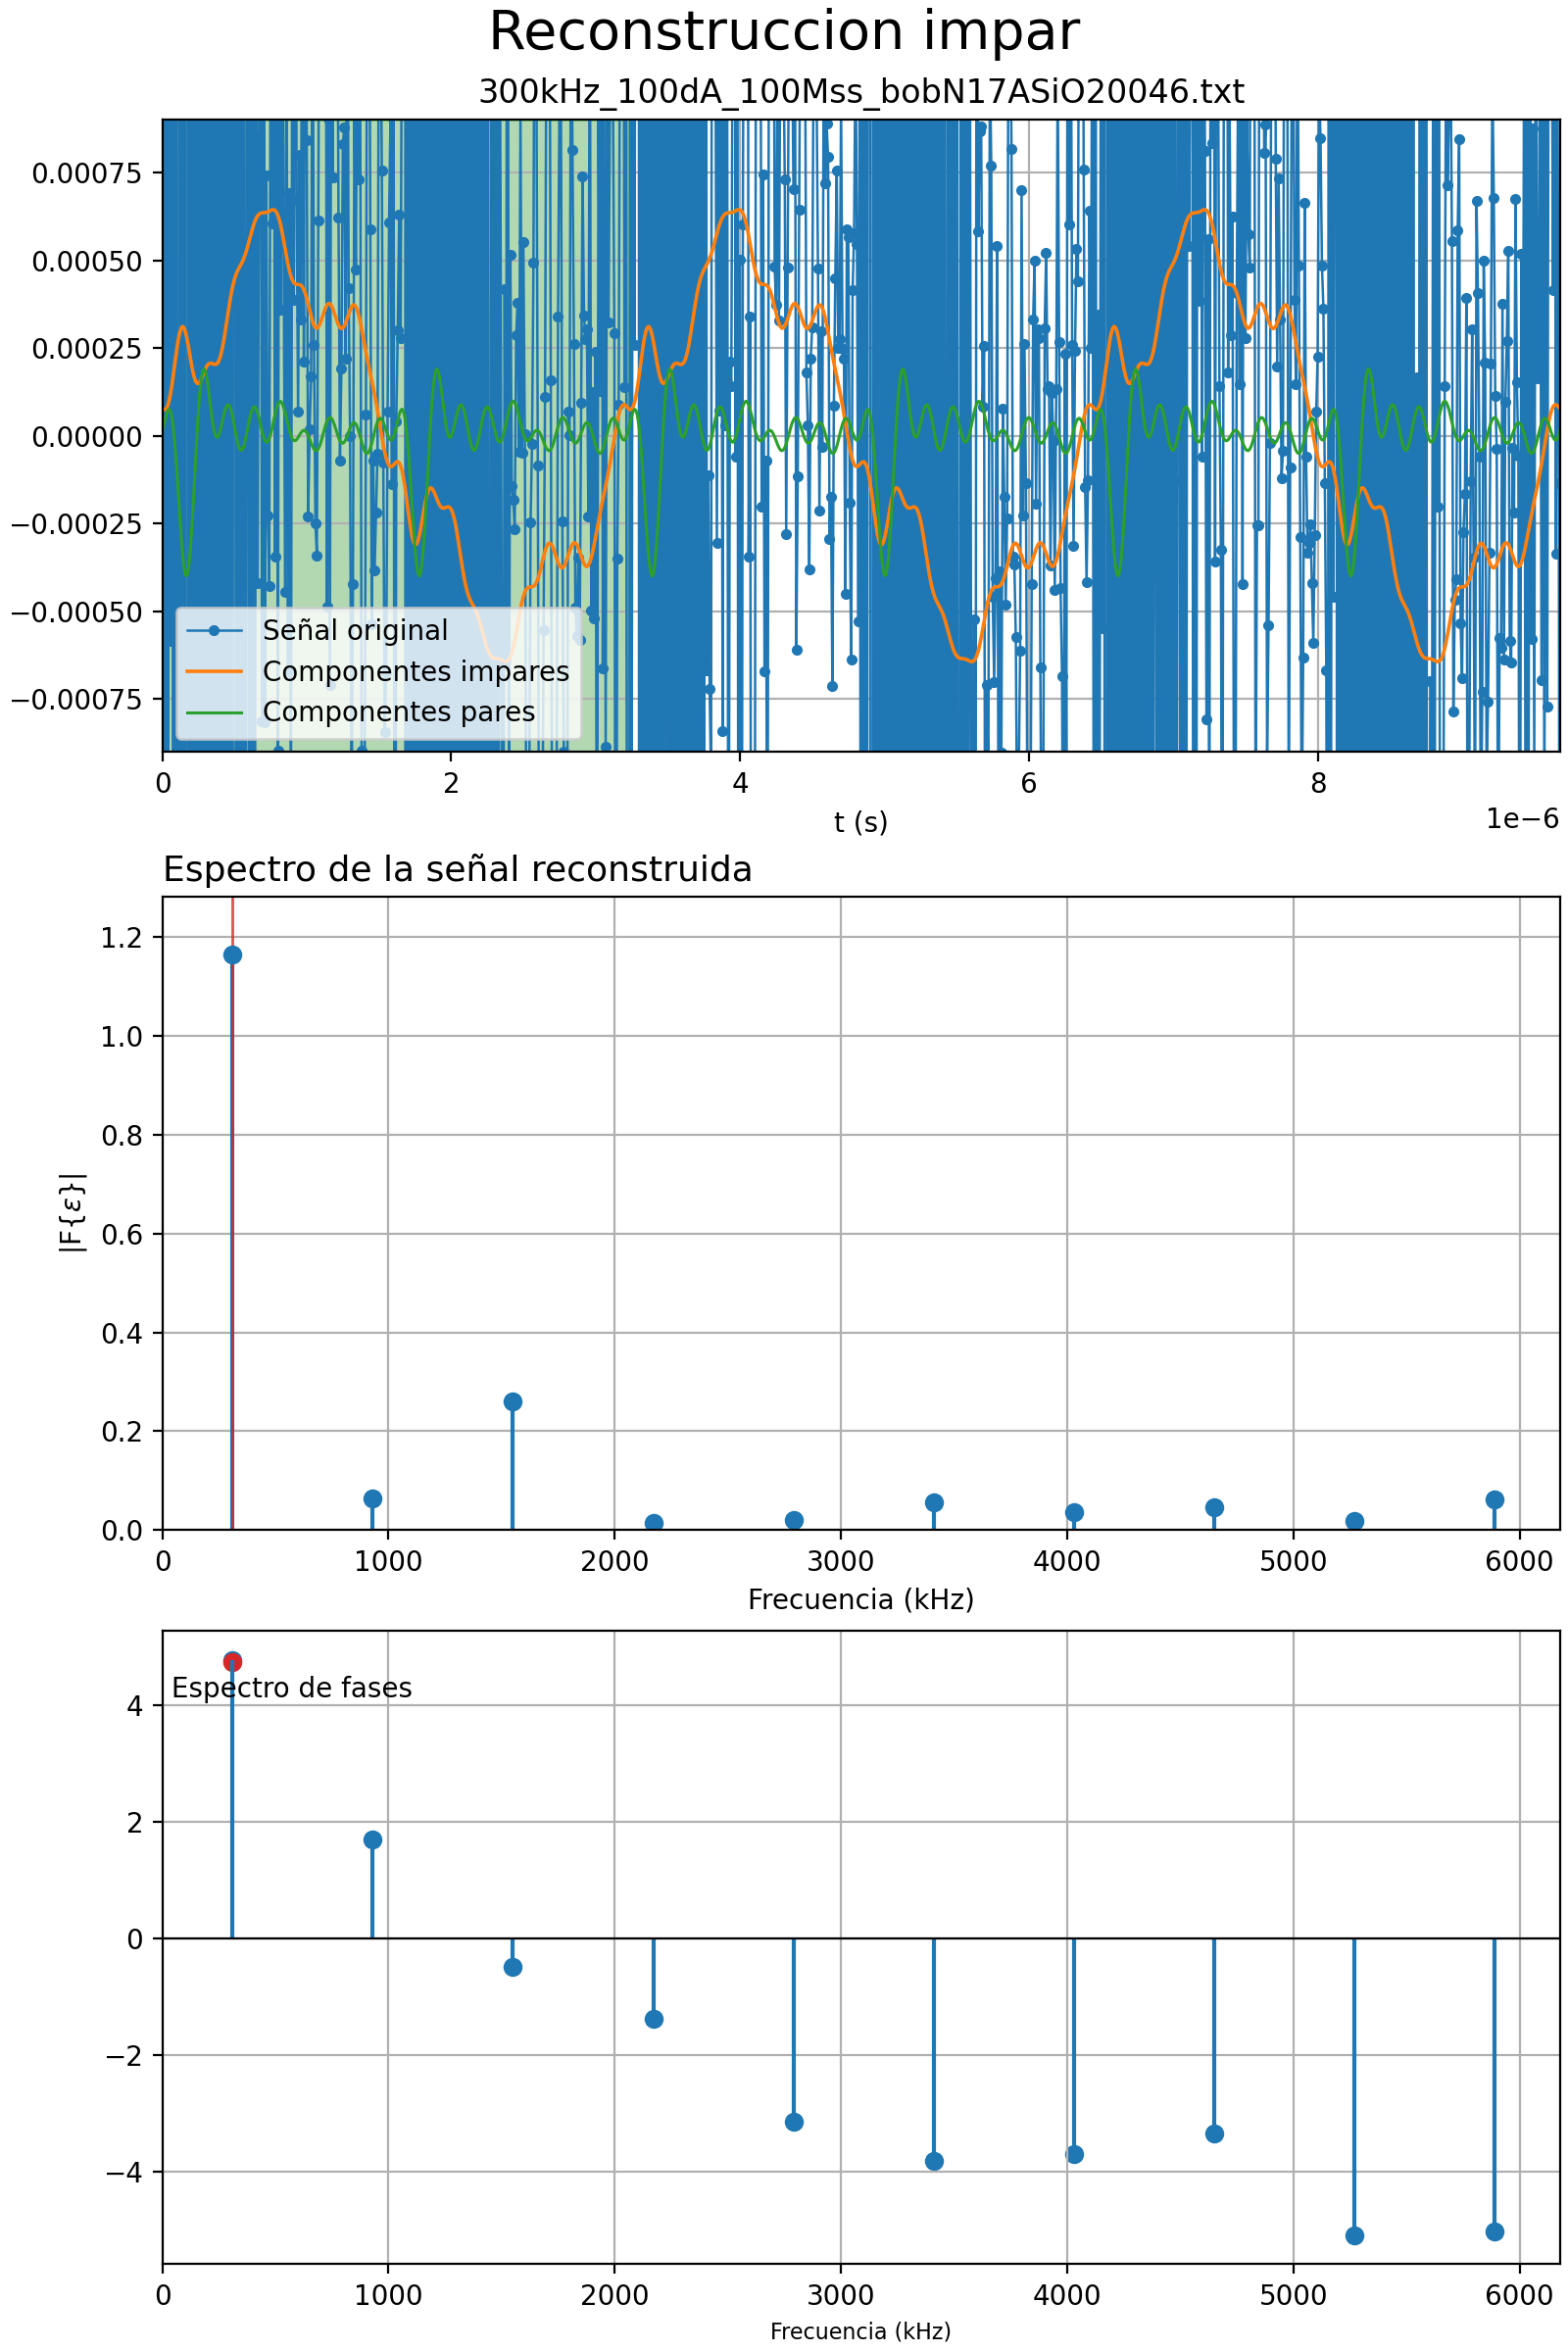 Reconstruccion impar
300kHz_100dA_100Mss_bobN17ASiO20046.txt
0.00075
0.00050
0.00025
0.00000
−0.00025
−0.00050
−0.00075
Señal original
Componentes impares
Componentes pares
0 2 4 6 8
1e−6
t (s)
Espectro de la señal reconstruida
1.2
1.0
0.8
0.6
0.4
0.2
0.0
|F{ε}|
0 1000 2000 3000 4000 5000 6000
Frecuencia (kHz)
Espectro de fases
4
2
0
−2
−4
0 1000 2000 3000 4000 5000 6000
Frecuencia (kHz)